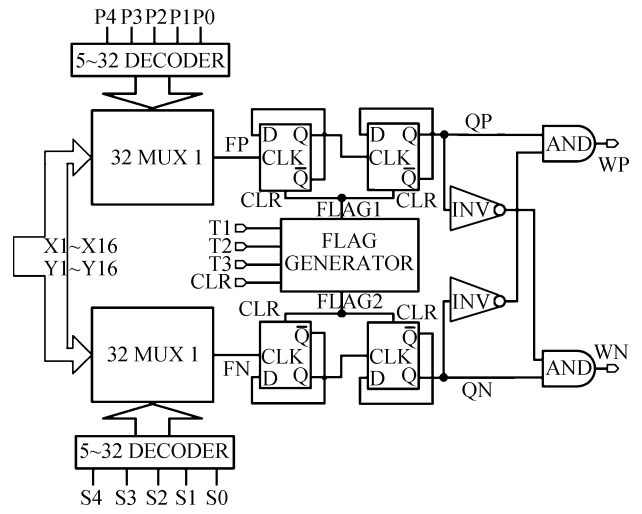 P4 P3 P2 P1 P0
5~32 DECODER
32 MUX 1
FP
D Q
CLK
Q
CLR
D Q
CLK
Q
CLR
QP
AND
WP
INV
FLAG1
T1
T2
T3
CLR
FLAG
GENERATOR
X1~X16
Y1~Y16
FLAG2
INV
CLR
Q
CLK
D Q
CLR
Q
CLK
D Q
32 MUX 1
FN
QN
AND
WN
5~32 DECODER
S4 S3 S2 S1 S0